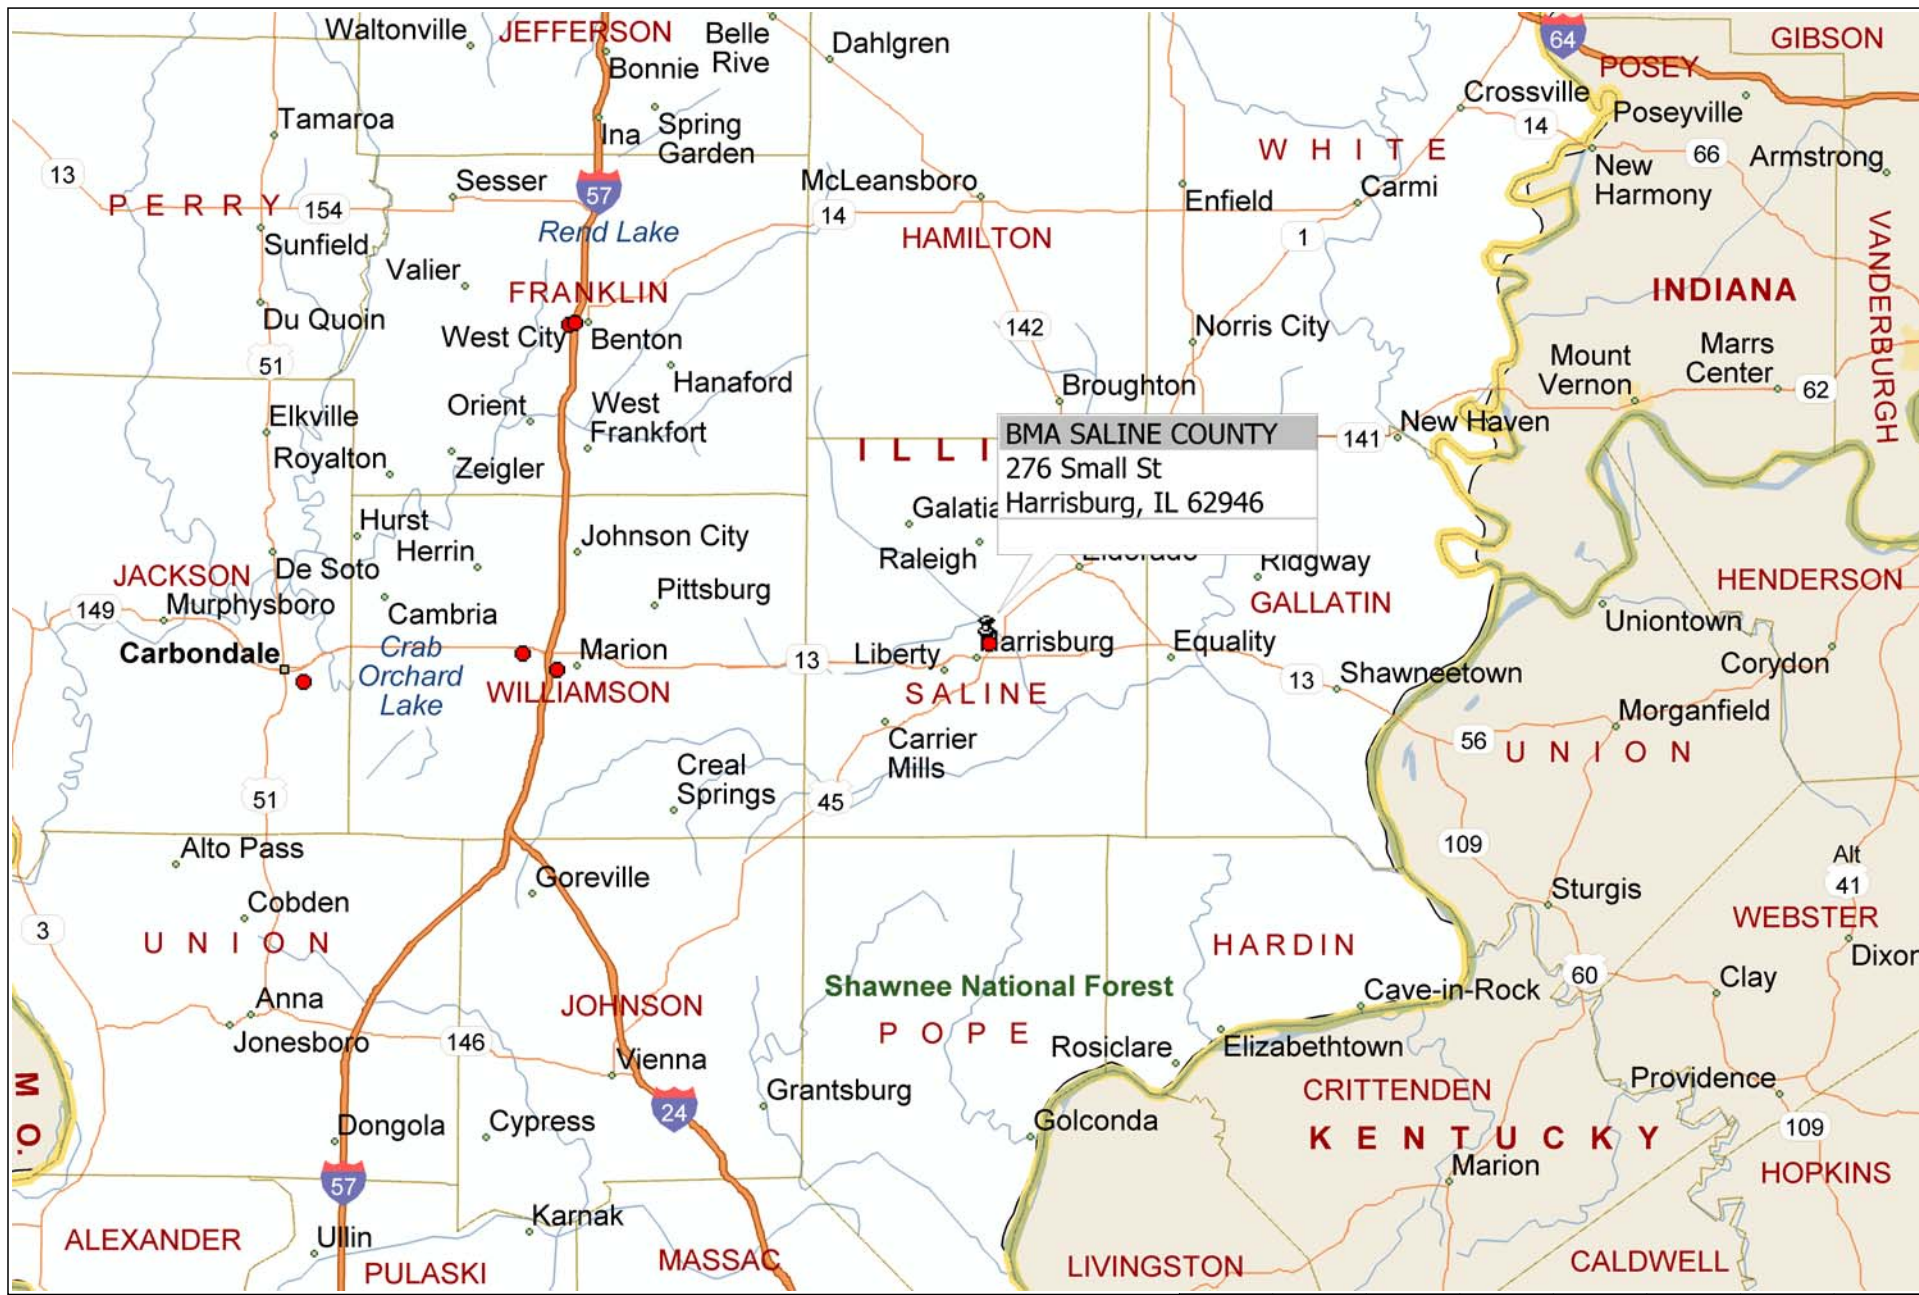 Waltonville
JEFFERSON
Belle
Rive
Dahlgren
64
GIBSON
POSEY
Bonnie
Crossville
Poseyville
Tamaroa
Ina
Spring
Garden
14
WHITE
New
Harmony
66
Armstrong
13
PERRY
154
Sesser
57
McLeansboro
14
Enfield
Carmi
VANDERBURGH
Sunfield
Rend Lake
HAMILTON
1
Valier
FRANKLIN
INDIANA
Du Quoin
West City
Benton
142
Norris City
51
Hanaford
Mount
Vernon
Marrs
Center
62
Elkville
Orient
West
Frankfort
Broughton
New Haven
Royalton
Zeigler
ILLI
BMA SALINE COUNTY
276 Small St
Harrisburg, IL 62946
141
Galatia
Hurst
Herrin
Johnson City
Raleigh
Eldorado
Ridgway
JACKSON
De Soto
GALLATIN
HENDERSON
149
Murphysboro
Cambria
Pittsburg
Uniontown
Carbondale
Crab
Orchard
Lake
Marion
13
Liberty
Harrisburg
Equality
Corydon
WILLIAMSON
SALINE
13
Shawneetown
Morganfield
56
UNION
Carrier
Mills
Creal
Springs
51
45
109
Alto Pass
Alt
41
Goreville
Sturgis
Cobden
3
UNION
HARDIN
WEBSTER
Dixon
Shawnee National Forest
60
Clay
Anna
JOHNSON
Cave-in-Rock
POPE
Jonesboro
146
Vienna
Rosiclare
Elizabethtown
MO.
Grantsburg
CRITTENDEN
Providence
24
Dongola
Cypress
Golconda
KENTUCKY
109
Marion
HOPKINS
57
Karnak
Ullin
ALEXANDER
PULASKI
MASSAC
LIVINGSTON
CALDWELL